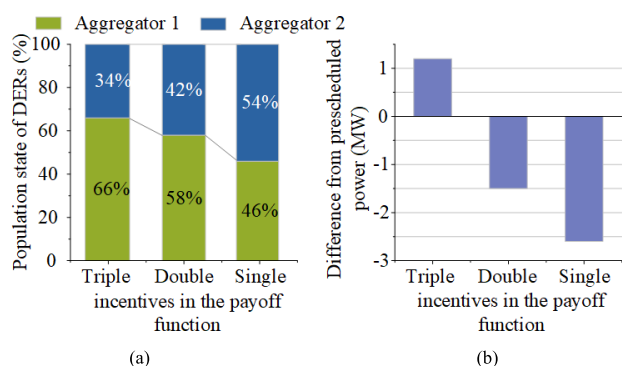 Aggregator 1 Aggregator 2
Population state of DERs (%)
100
80
60
40
20
0
34%
42%
54%
66%
58%
46%
Triple Double Single
incentives in the payoff
function
(a)
Difference from prescheduled
power (MW)
1
0
-1
-2
-3
Triple Double Single
incentives in the payoff
function
(b)